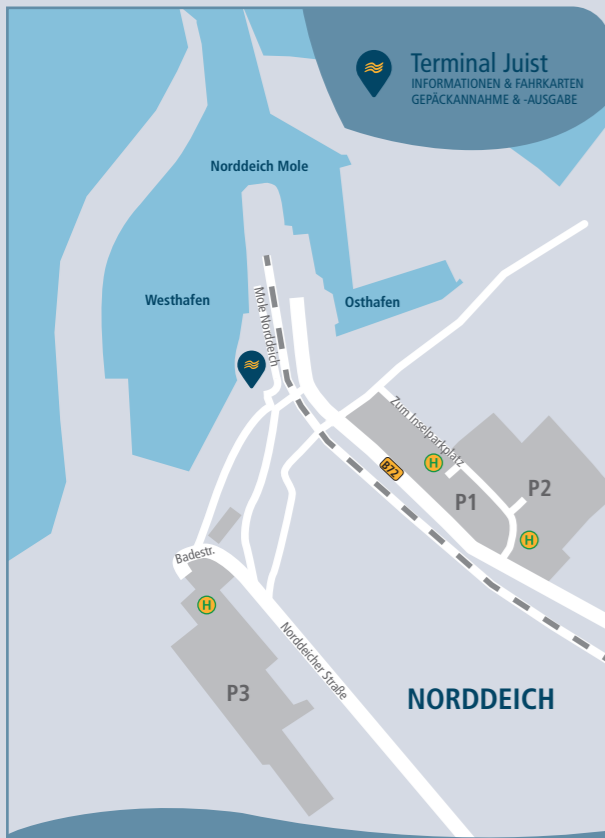 Terminal Juist
INFORMATIONEN & FAHRKARTEN
GEPÄCKANNAHME & -AUSGABE
Norddeich Mole
Westhafen
Osthafen
Mole Norddeich
Zum Inselparkplatz
B72
H
P1
P2
H
Badestr.
H
Norddeicher Straße
P3
NORDDEICH